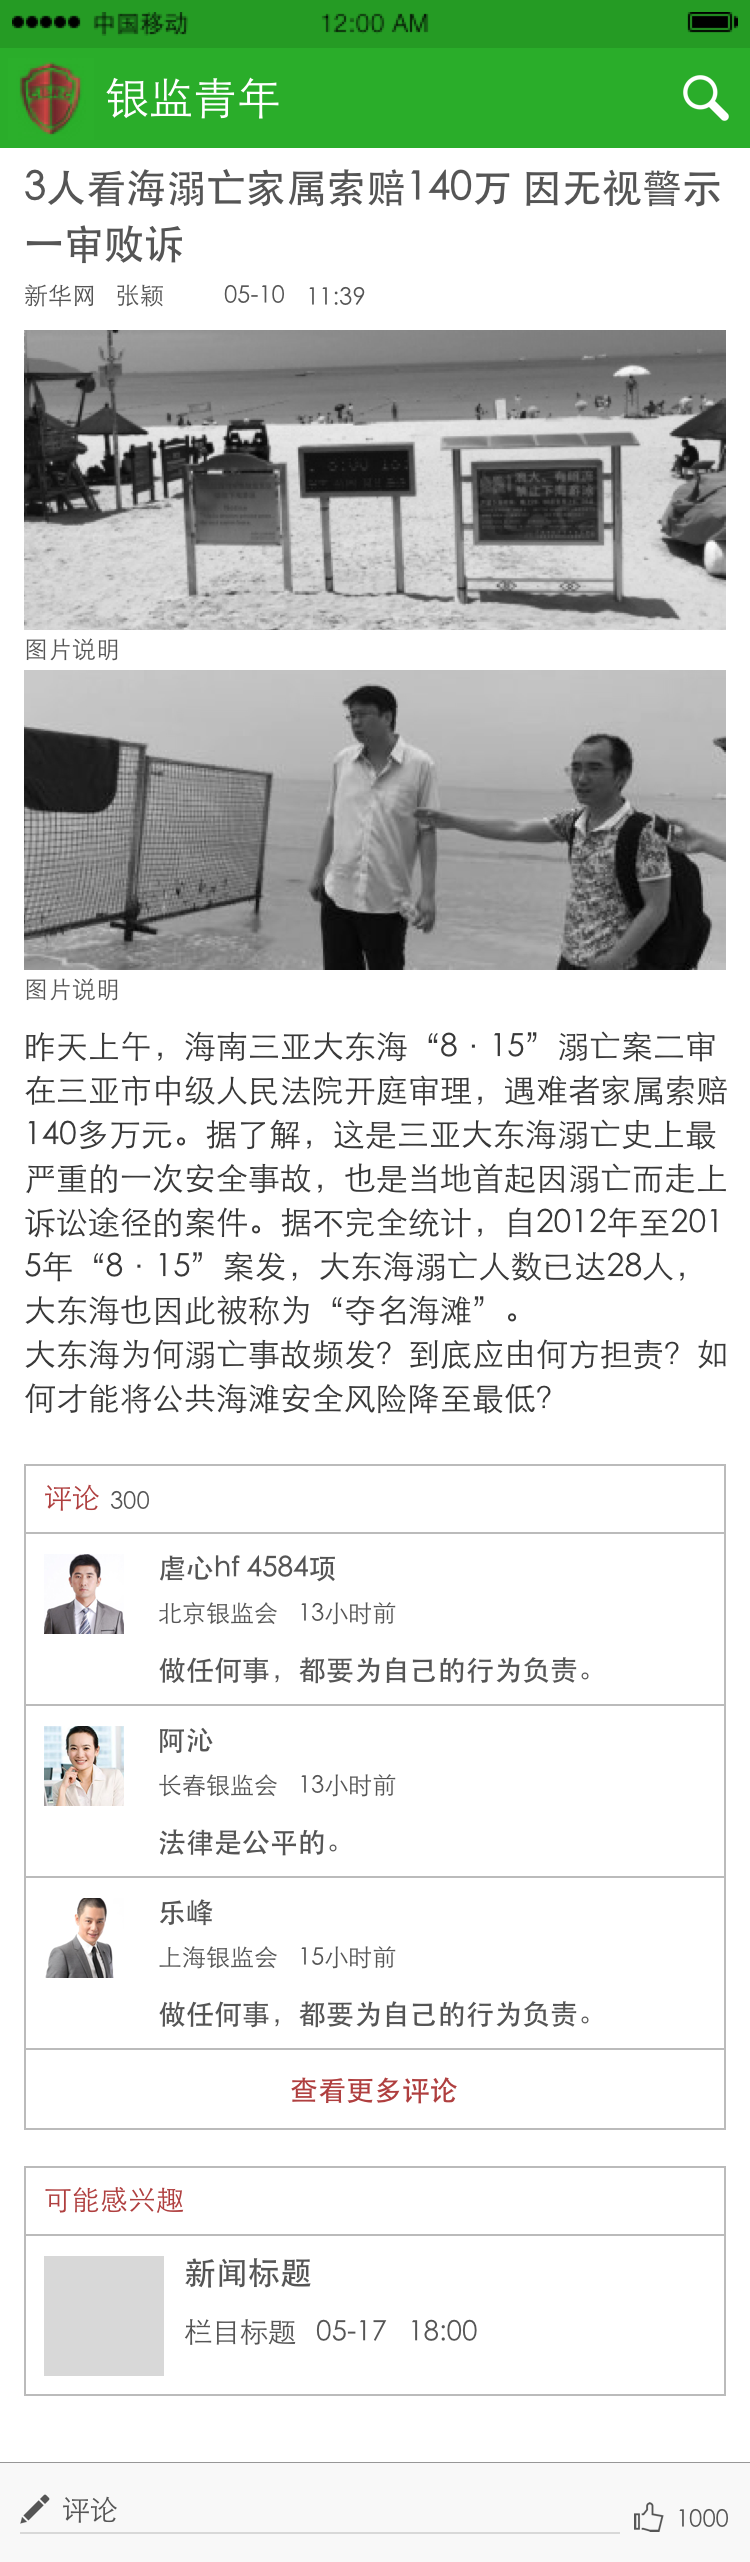 中国移动 12:00 AM
银监青年
3人看海溺亡家属索赔140万 因无视警示
一审败诉
新华网 张颖 05-10 11:39
图片说明
图片说明
昨天上午，海南三亚大东海“8·15”溺亡案二审
在三亚市中级人民法院开庭审理，遇难者家属索赔
140多万元。据了解，这是三亚大东海溺亡史上最
严重的一次安全事故，也是当地首起因溺亡而走上
诉讼途径的案件。据不完全统计，自2012年至201
5年“8·15”案发，大东海溺亡人数已达28人，
大东海也因此被称为“夺名海滩”。
大东海为何溺亡事故频发？到底应由何方担责？如
何才能将公共海滩安全风险降至最低？
评论 300
虐心hf 4584项
北京银监会 13小时前
做任何事，都要为自己的行为负责。
阿沁
长春银监会 13小时前
法律是公平的。
乐峰
上海银监会 15小时前
做任何事，都要为自己的行为负责。
查看更多评论
可能感兴趣
新闻标题
栏目标题 05-17 18:00
评论 1000